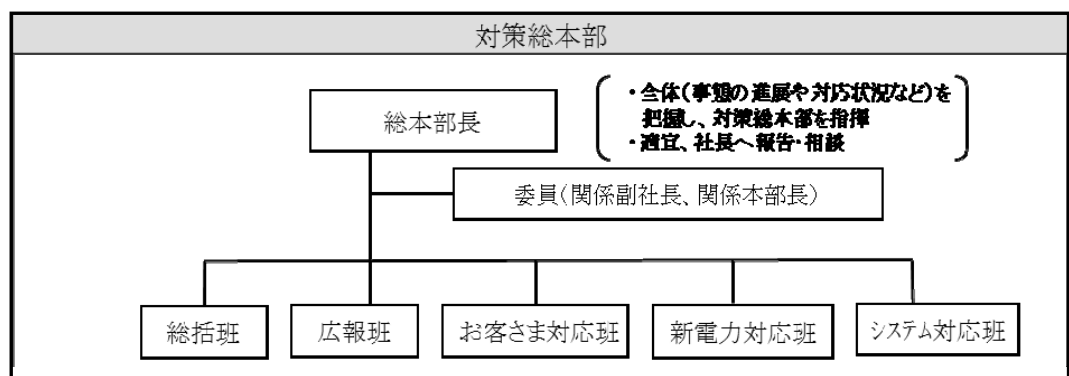 対策総本部
総本部長
・全体(事態の進展や対応状況など)を
把握し、対策総本部を指揮
・適宜、社長へ報告・相談
委員(関係副社長、関係本部長)
総括班
広報班
お客さま対応班
新電力対応班
システム対応班